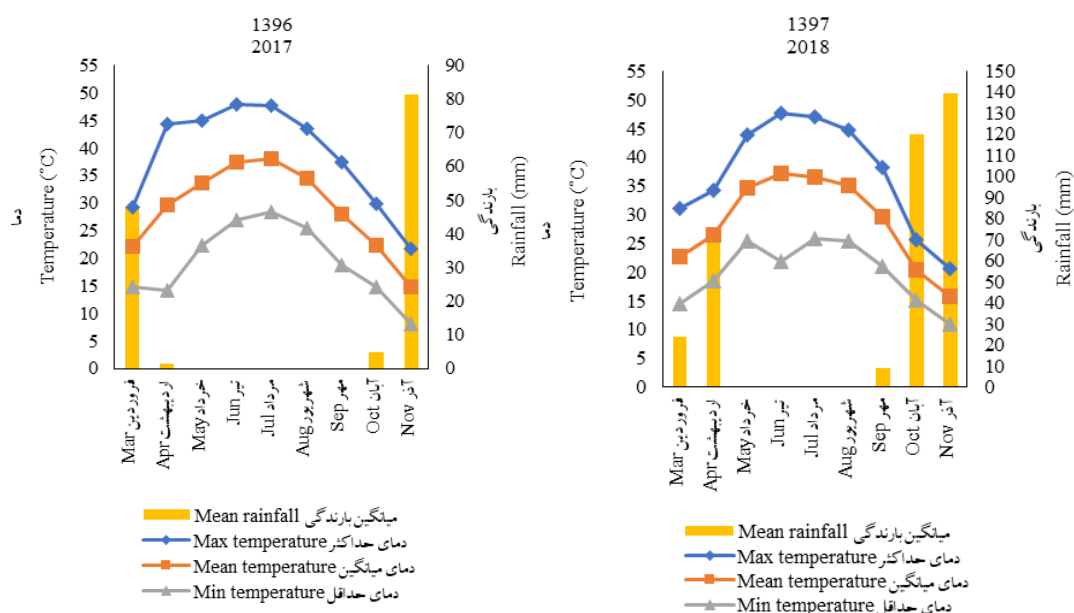 1396
2017
دما
Temperature (˚C)
55
50
45
40
35
30
25
20
15
10
5
0
90
80
70
60
50
40
30
20
10
0
بارندگی
Rainfall (mm)
فروردین Mar
اردیبهشت Apr
خرداد May
تیر Jun
مرداد Jul
شهریور Aug
مهر Sep
آبان Oct
آذر Nov
Mean rainfall میانگین بارندگی
Max temperature دمای حداکثر
Mean temperature دمای میانگین
Min temperature دمای حداقل
1397
2018
دما
Temperature (˚C)
55
50
45
40
35
30
25
20
15
10
5
0
150
140
130
120
110
100
90
80
70
60
50
40
30
20
10
0
بارندگی
Rainfall (mm)
فروردین Mar
اردیبهشت Apr
خرداد May
تیر Jun
مرداد Jul
شهریور Aug
مهر Sep
آبان Oct
آذر Nov
Mean rainfall میانگین بارندگی
Max temperature دمای حداکثر
Mean temperature دمای میانگین
Min temperature دمای حداقل